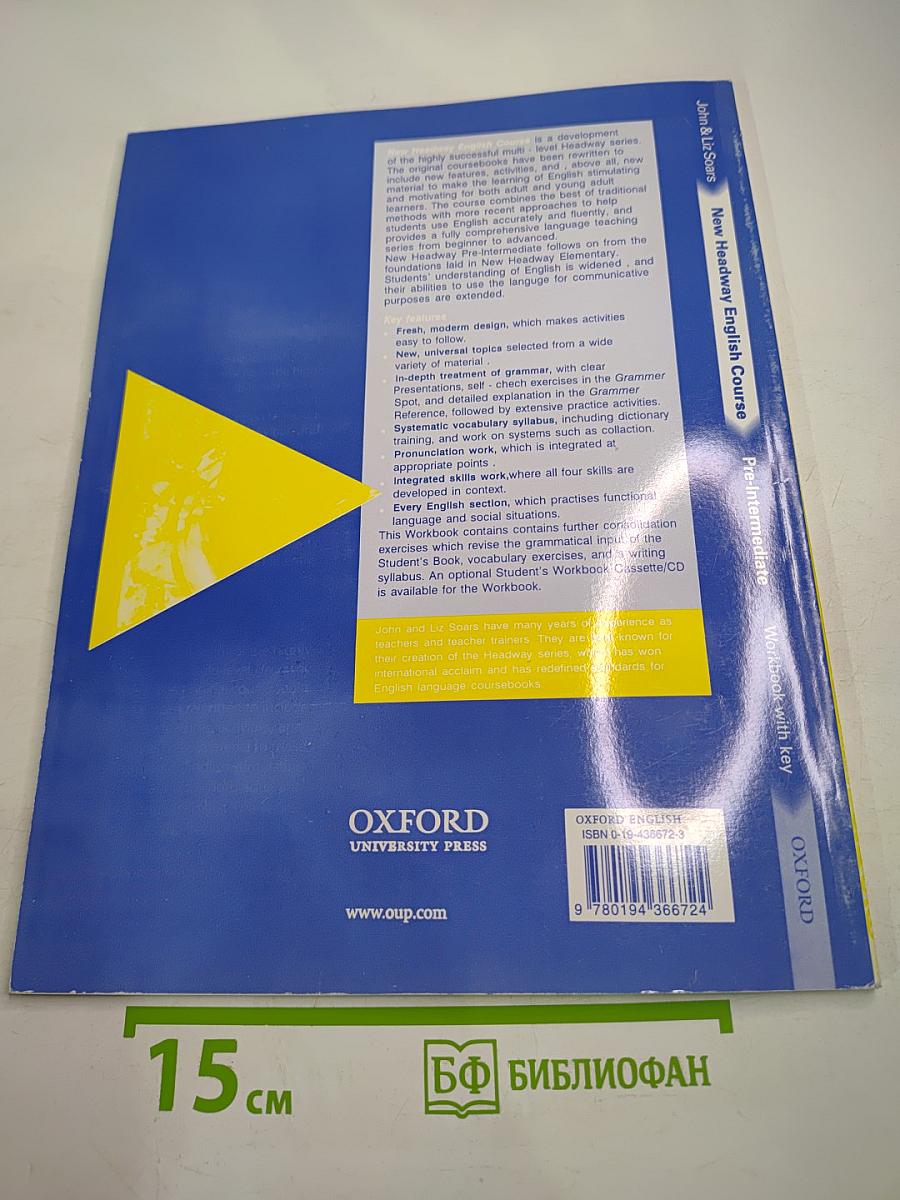 New Headway English Course is a development
of the highly successful multi - level Headway series.
The original coursebooks have been rewritten to
include new features, activities, and , above all, new
material to make the learning of English stimulating
and motivating for both adult and young adult
learners. The course combines the best of traditional
methods with more recent approaches to help
students use English accurately and fluently, and
provides a fully comprehensive language teaching
series from beginner to advanced.
New Headway Pre-Intermediate follows on from the
foundations laid in New Headway Elementary.
Students' understanding of English is widened , and
their abilities to use the languge for communicative
purposes are extended.
Key features
Fresh, moderm design, which makes activities
easy to follow.
New, universal topics selected from a wide
variety of material .
In-depth treatment of grammar, with clear
Presentations, self - chech exercises in the Grammer
Spot, and detailed explanation in the Grammer
Reference, followed by extensive practice activities.
Systematic vocabulary syllabus, inchuding dictionary
training, and work on systems such as collaction.
Pronunciation work, which is integrated at
appropriate points .
Integrated skills work,where all four skills are
developed in context.
Every English section, which practises functional
language and social situations.
This Workbook contains contains further consolidation
exercises which revise the grammatical input of the
Student's Book, vocabulary exercises, and a writing
syllabus. An optional Student's Workbook Cassette/CD
is available for the Workbook.
John and Liz Soars have many years of experience as
teachers and teacher trainers. They are well-known for
their creation of the Headway series, which has won
international acclaim and has redefined standards for
English language coursebooks
OXFORD
UNIVERSITY PRESS
www.oup.com
OXFORD ENGLISH
ISBN 0-19-436672-3
9 780194 366724
John & Liz Soars
New Headway English Course
Pre-Intermediate
Workbook with key
OXFORD
15 см
БФ БИБЛИОФАН